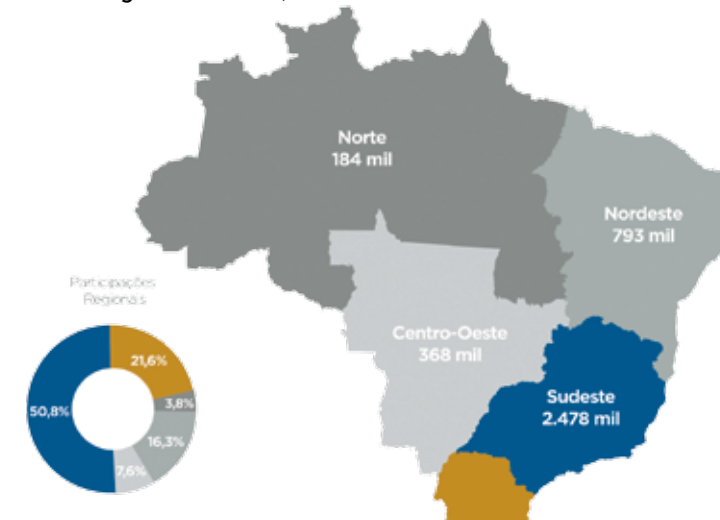 Norte
184 mil
Nordeste
793 mil
Participações
Regionais
Centro-Oeste
368 mil
21,6%
3,8%
50,8%
16,3%
7,6%
Sudeste
2.478 mil